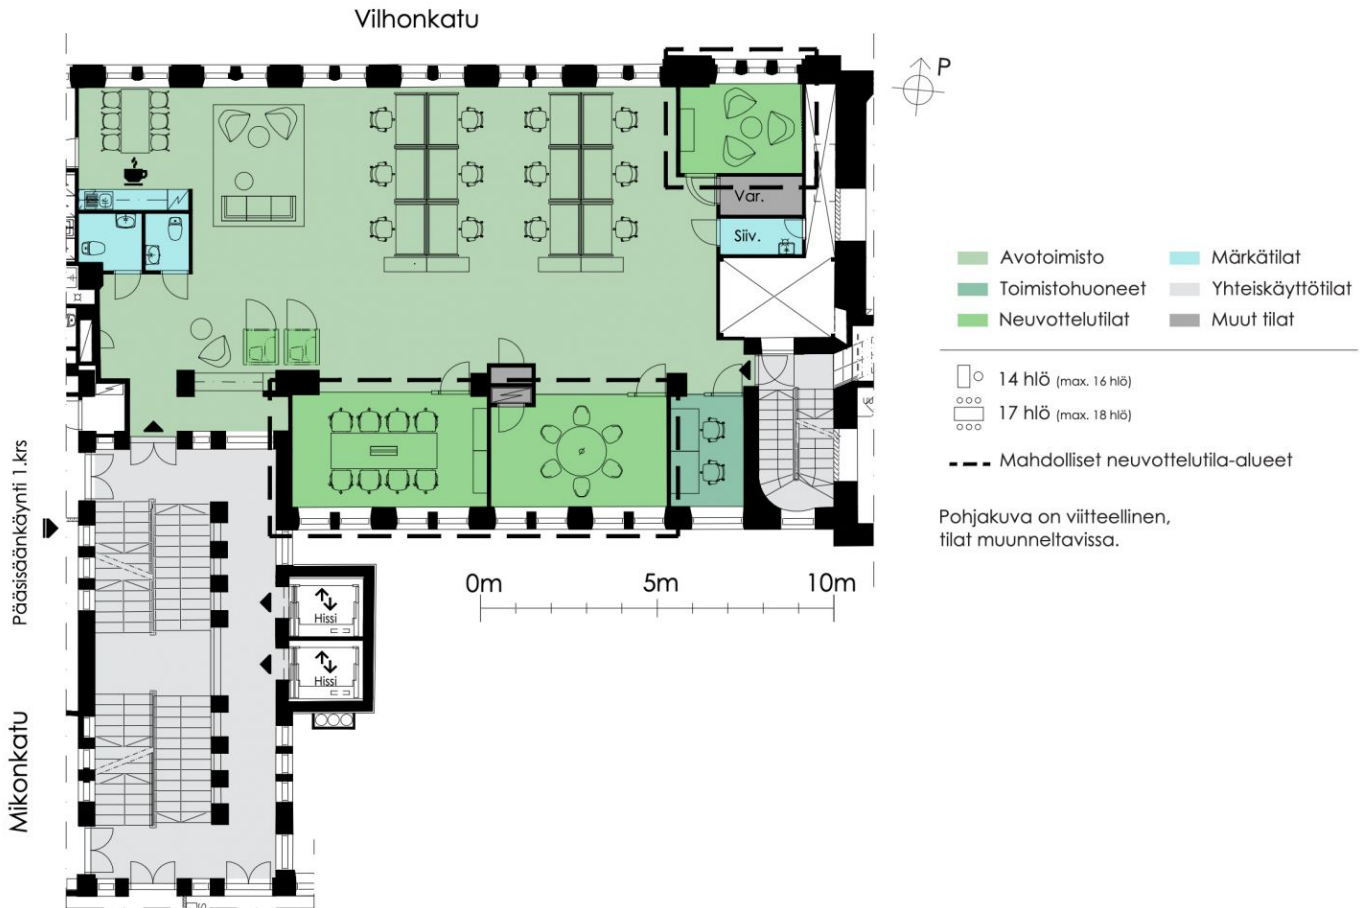 Vilhonkatu
P
Var.
Siiv.
Avotoimisto
Toimistohuoneet
Neuvottelutilat
Märkätilat
Yhteiskäyttötilat
Muut tilat
14 hlö (max. 16 hlö)
17 hlö (max. 18 hlö)
Mahdolliset neuvottelutila-alueet
Pohjakuva on viitteellinen,
tilat muunneltavissa.
Pääsisäänkäynti 1.krs
Mikonkatu
0m 5m 10m
Hissi
Hissi